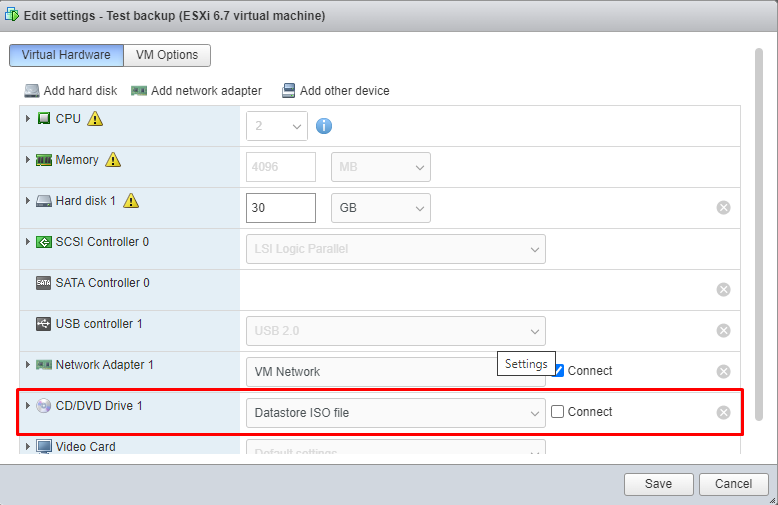 Edit settings - Test backup (ESXi 6.7 virtual machine)
Virtual Hardware VM Options
Add hard disk Add network adapter Add other device
CPU 2
Memory 4096 MB
Hard disk 1 30 GB
SCSI Controller 0 LSI Logic Parallel
SATA SATA Controller 0
USB controller 1 USB 2.0
Network Adapter 1 VM Network Settings Connect
CD/DVD Drive 1 Datastore ISO file Connect
Video Card Default settings
Save Cancel